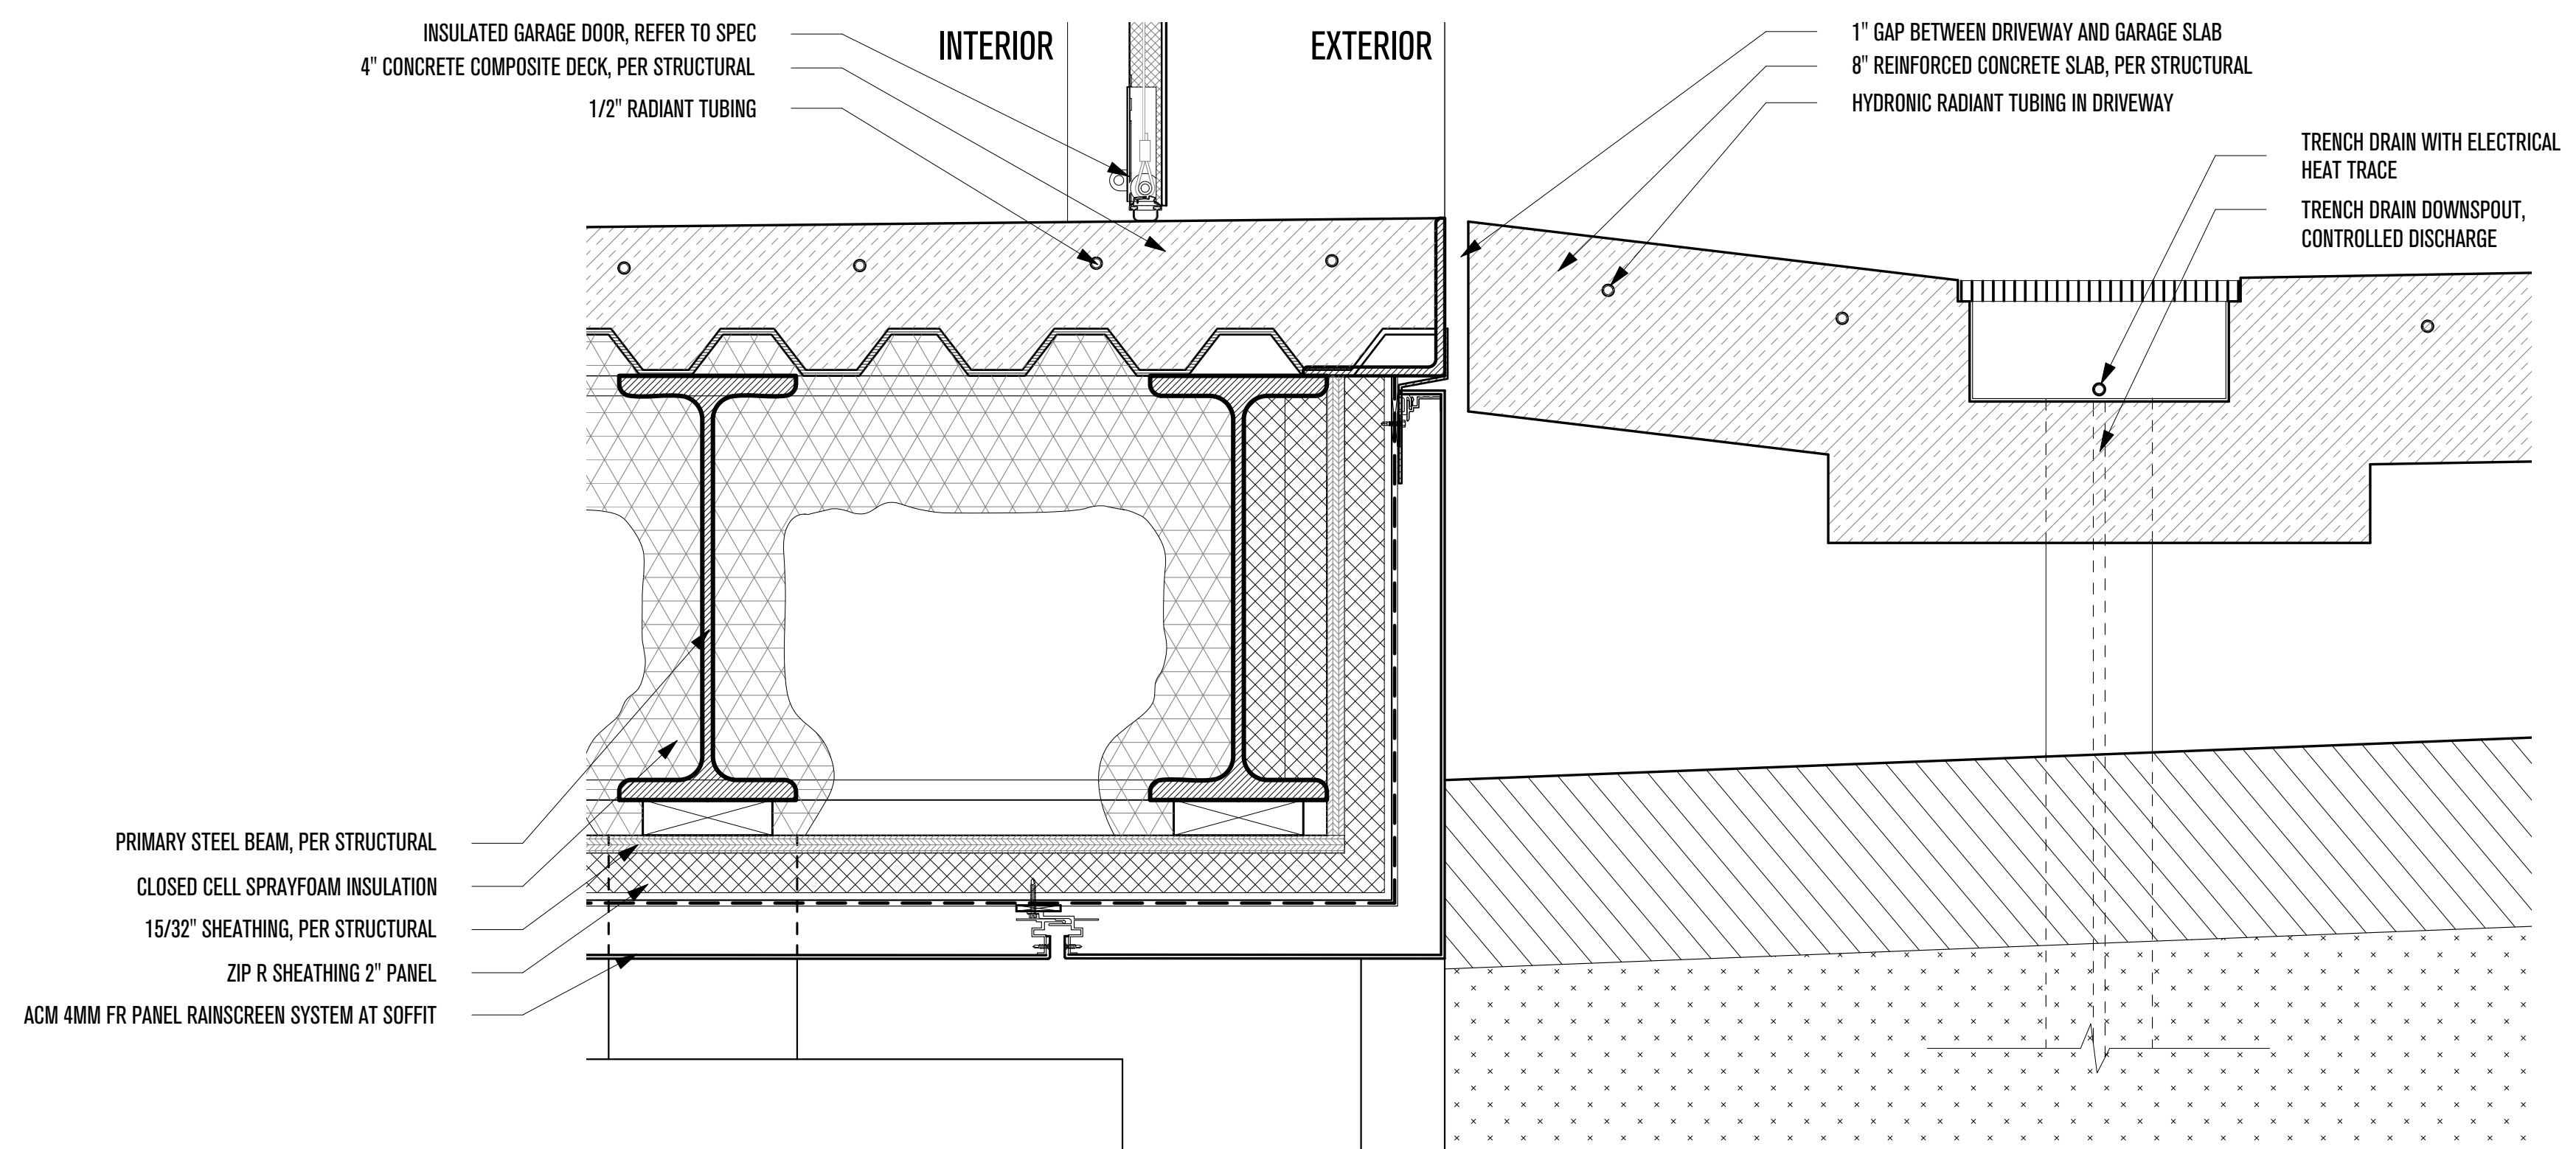 INSULATED GARAGE DOOR, REFER TO SPEC
4" CONCRETE COMPOSITE DECK, PER STRUCTURAL
1/2" RADIANT TUBING
INTERIOR
EXTERIOR
1" GAP BETWEEN DRIVEWAY AND GARAGE SLAB
8" REINFORCED CONCRETE SLAB, PER STRUCTURAL
HYDRONIC RADIANT TUBING IN DRIVEWAY
TRENCH DRAIN WITH ELECTRICAL
HEAT TRACE
TRENCH DRAIN DOWNSPOUT,
CONTROLLED DISCHARGE
PRIMARY STEEL BEAM, PER STRUCTURAL
CLOSED CELL SPRAYFOAM INSULATION
15/32" SHEATHING, PER STRUCTURAL
ZIP R SHEATHING 2" PANEL
ACM 4MM FR PANEL RAINSCREEN SYSTEM AT SOFFIT